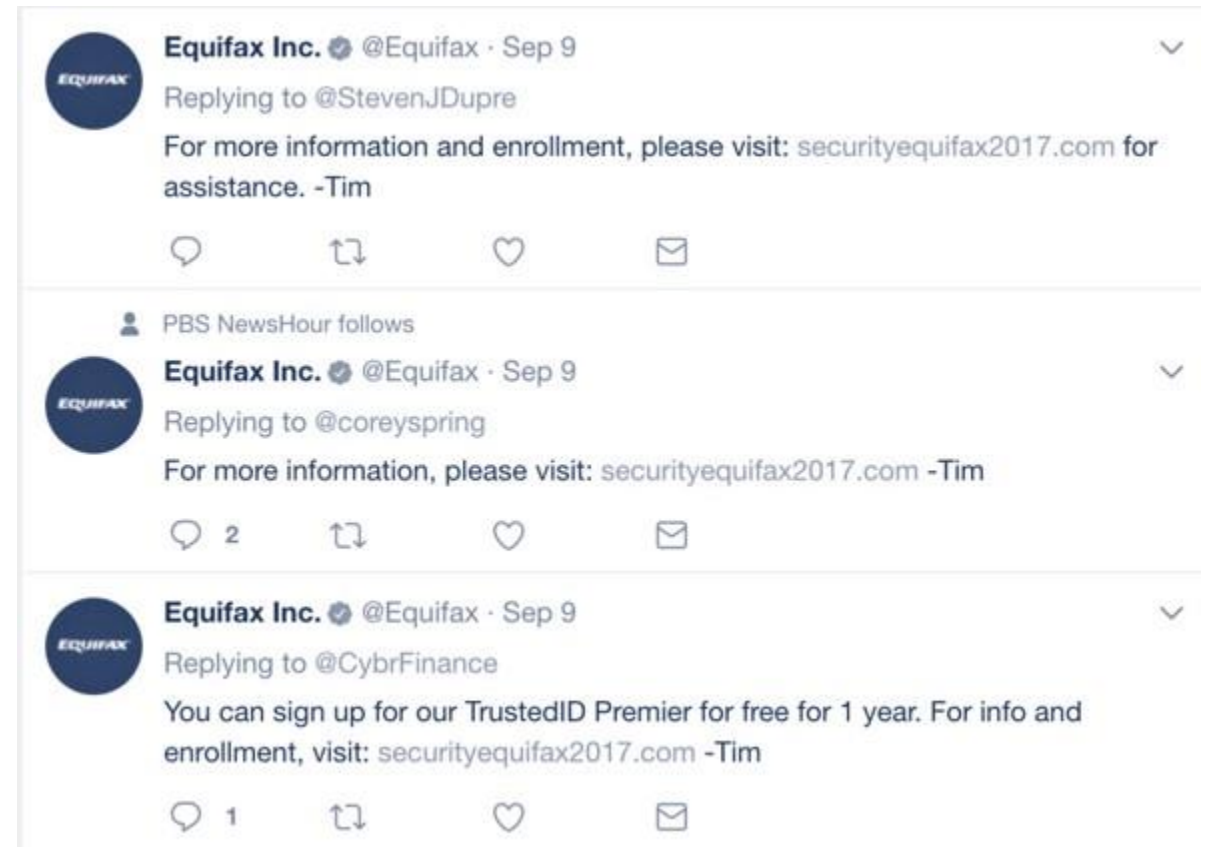 EQUIFAX
Equifax Inc. @Equifax · Sep 9
Replying to @StevenJDupre
For more information and enrollment, please visit: securityequifax2017.com for
assistance. -Tim
PBS NewsHour follows
EQUIFAX
Equifax Inc. @Equifax · Sep 9
Replying to @coreyspring
For more information, please visit: securityequifax2017.com -Tim
2
EQUIFAX
Equifax Inc. @Equifax · Sep 9
Replying to @CybrFinance
You can sign up for our TrustedID Premier for free for 1 year. For info and
enrollment, visit: securityequifax2017.com -Tim
1